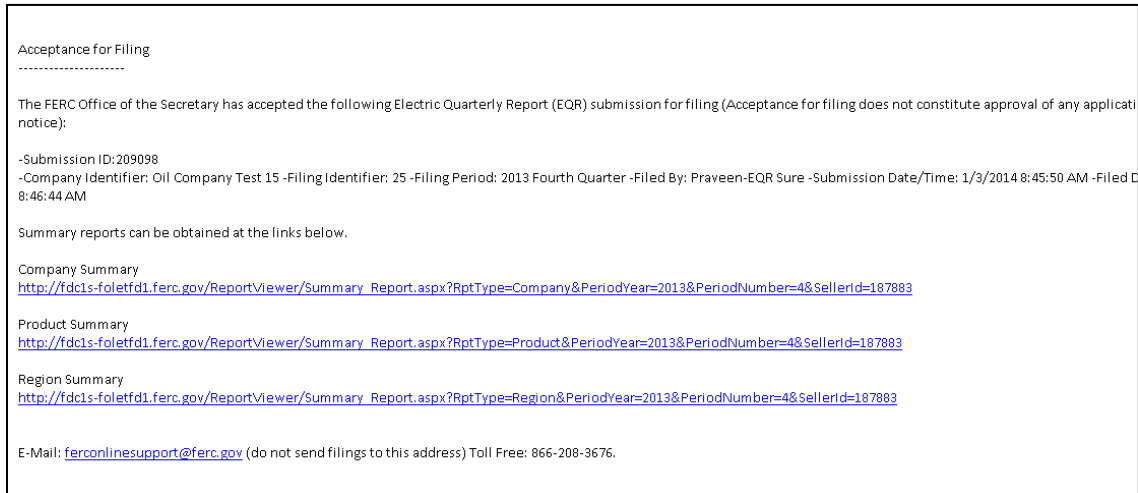 Acceptance for Filing
---------------------
The FERC Office of the Secretary has accepted the following Electric Quarterly Report (EQR) submission for filing (Acceptance for filing does not constitute approval of any applicati
notice):
-Submission ID:209098
-Company Identifier: Oil Company Test 15 -Filing Identifier: 25 -Filing Period: 2013 Fourth Quarter -Filed By: Praveen-EQR Sure -Submission Date/Time: 1/3/2014 8:45:50 AM -Filed D
8:46:44 AM
Summary reports can be obtained at the links below.
Company Summary
http://fdc1s-foletfd1.ferc.gov/ReportViewer/Summary_Report.aspx?RptType=Company&PeriodYear=2013&PeriodNumber=4&SellerId=187883
Product Summary
http://fdc1s-foletfd1.ferc.gov/ReportViewer/Summary_Report.aspx?RptType=Product&PeriodYear=2013&PeriodNumber=4&SellerId=187883
Region Summary
http://fdc1s-foletfd1.ferc.gov/ReportViewer/Summary_Report.aspx?RptType=Region&PeriodYear=2013&PeriodNumber=4&SellerId=187883
E-Mail: ferconlinesupport@ferc.gov (do not send filings to this address) Toll Free: 866-208-3676.